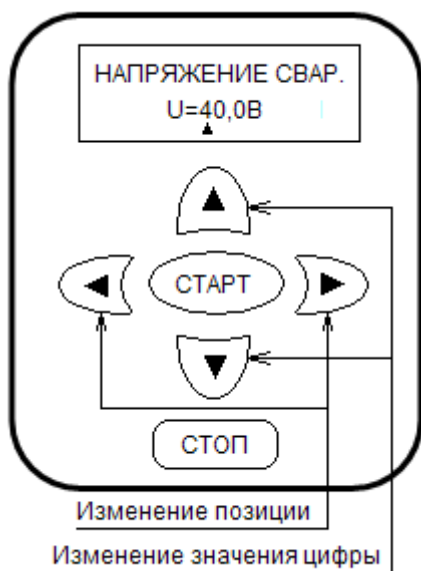 НАПРЯЖЕНИЕ СВАР.
U=40,0В
СТАРТ
СТОП
Изменение позиции
Изменение значения цифры